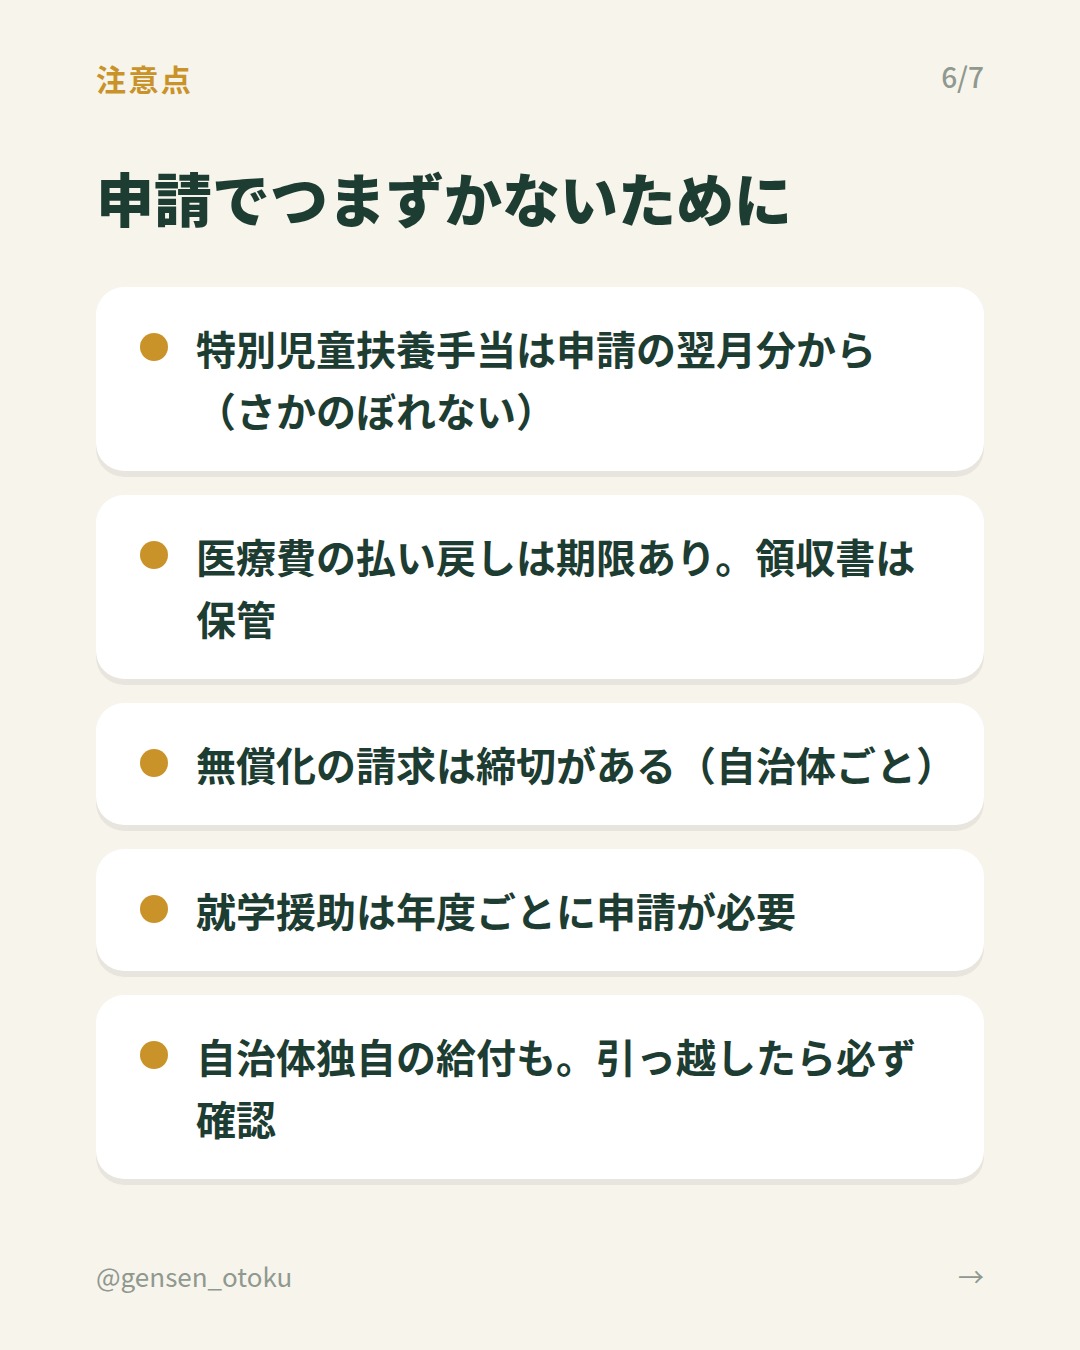 注意点
6/7
申請でつまずかないために
特別児童扶養手当は申請の翌月分から
（さかのぼれない）
医療費の払い戻しは期限あり。領収書は
保管
無償化の請求は締切がある（自治体ごと）
就学援助は年度ごとに申請が必要
自治体独自の給付も。引っ越したら必ず
確認
@gensen_otoku
→